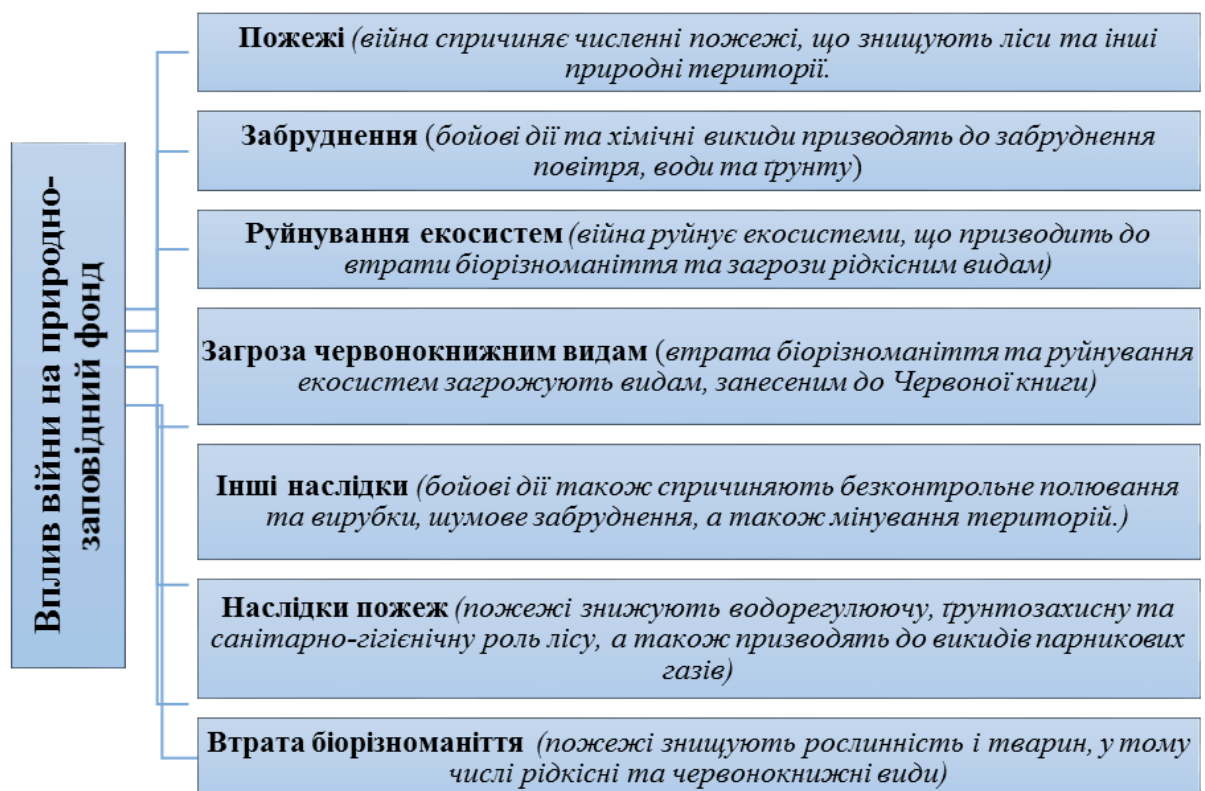 Вплив війни на природно-
заповідний фонд
Пожежі (війна спричиняє численні пожежі, що знищують ліси та інші
природні території.
Забруднення (бойові дії та хімічні викиди призводять до забруднення
повітря, води та ґрунту)
Руйнування екосистем (війна руйнує екосистеми, що призводить до
втрати біорізноманіття та загрози рідкісним видам)
Загроза червонокнижним видам (втрата біорізноманіття та руйнування
екосистем загрожують видам, занесеним до Червоної книги)
Інші наслідки (бойові дії також спричиняють безконтрольне полювання
та вирубки, шумове забруднення, а також мінування територій.)
Наслідки пожеж (пожежі знижують водорегулюючу, ґрунтозахисну та
санітарно-гігієнічну роль лісу, а також призводять до викидів парникових
газів)
Втрата біорізноманіття (пожежі знищують рослинність і тварин, у тому
числі рідкісні та червонокнижні види)